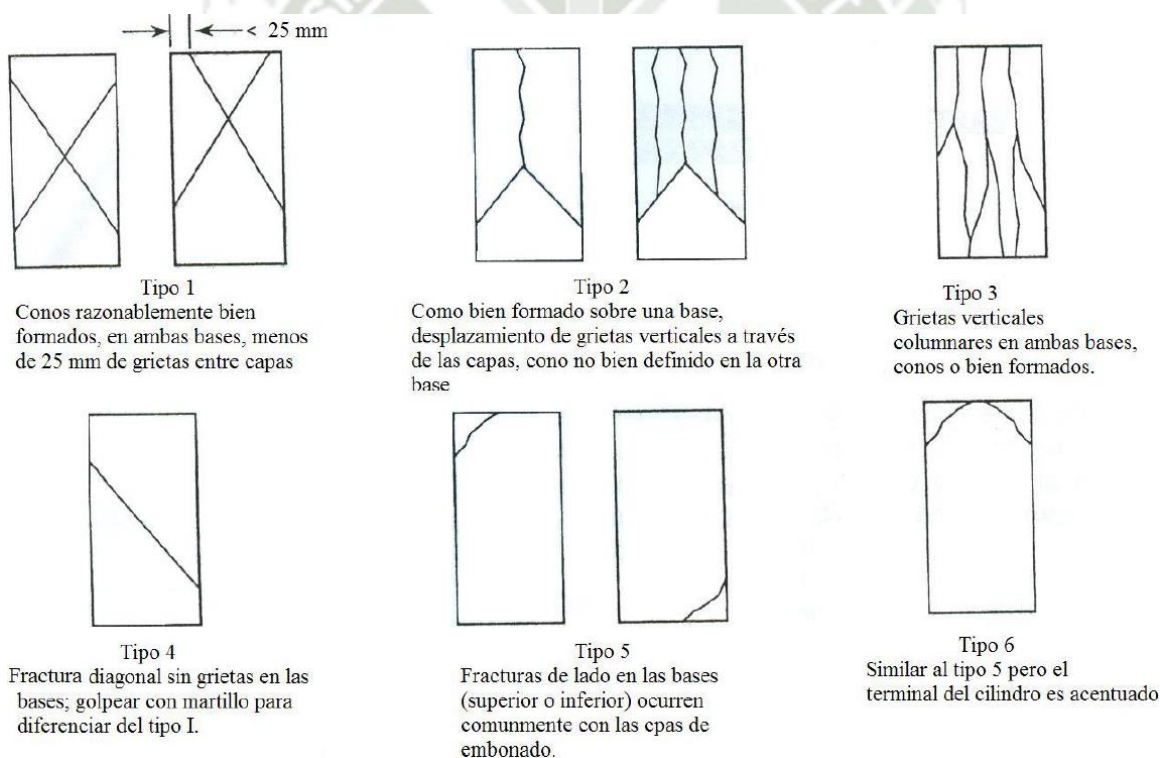 < 25 mm
Tipo 1
Conos razonablemente bien
formados, en ambas bases, menos
de 25 mm de grietas entre capas
Tipo 2
Como bien formado sobre una base,
desplazamiento de grietas verticales a través
de las capas, cono no bien definido en la otra
base
Tipo 3
Grietas verticales
columnares en ambas bases,
conos o bien formados.
Tipo 4
Fractura diagonal sin grietas en las
bases; golpear con martillo para
diferenciar del tipo I.
Tipo 5
Fracturas de lado en las bases
(superior o inferior) ocurren
comunmente con las cpas de
embonado.
Tipo 6
Similar al tipo 5 pero el
terminal del cilindro es acentuado